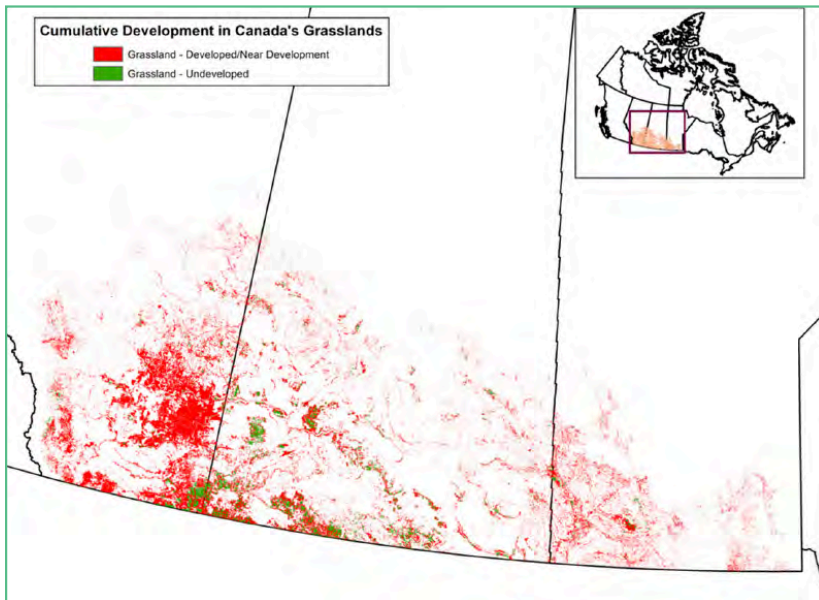 Cumulative Development in Canada's Grasslands
Grassland - Developed/Near Development
Grassland - Undeveloped